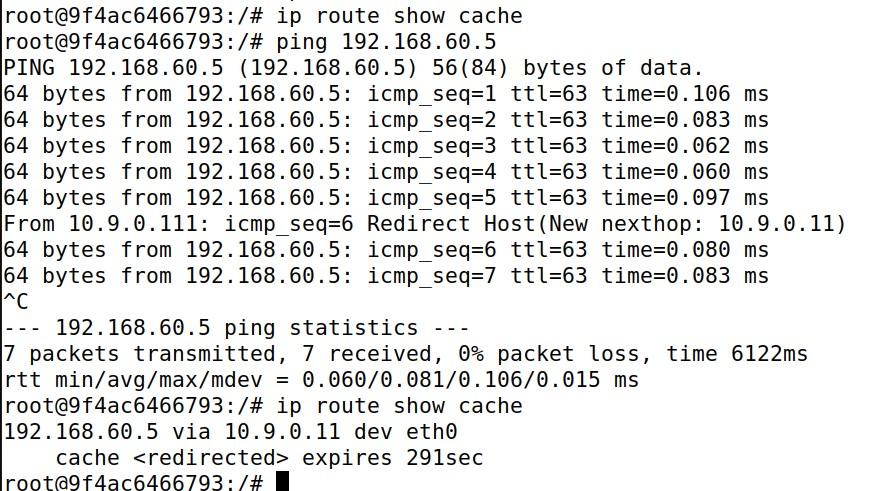 root@9f4ac6466793:/# ip route show cache
root@9f4ac6466793:/# ping 192.168.60.5
PING 192.168.60.5 (192.168.60.5) 56(84) bytes of data.
64 bytes from 192.168.60.5: icmp_seq=1 ttl=63 time=0.106 ms
64 bytes from 192.168.60.5: icmp_seq=2 ttl=63 time=0.083 ms
64 bytes from 192.168.60.5: icmp_seq=3 ttl=63 time=0.062 ms
64 bytes from 192.168.60.5: icmp_seq=4 ttl=63 time=0.060 ms
64 bytes from 192.168.60.5: icmp_seq=5 ttl=63 time=0.097 ms
From 10.9.0.111: icmp_seq=6 Redirect Host(New nexthop: 10.9.0.11)
64 bytes from 192.168.60.5: icmp_seq=6 ttl=63 time=0.080 ms
64 bytes from 192.168.60.5: icmp_seq=7 ttl=63 time=0.083 ms
^C
--- 192.168.60.5 ping statistics ---
7 packets transmitted, 7 received, 0% packet loss, time 6122ms
rtt min/avg/max/mdev = 0.060/0.081/0.106/0.015 ms
root@9f4ac6466793:/# ip route show cache
192.168.60.5 via 10.9.0.11 dev eth0
    cache <redirected> expires 291sec
root@9f4ac6466793:/#